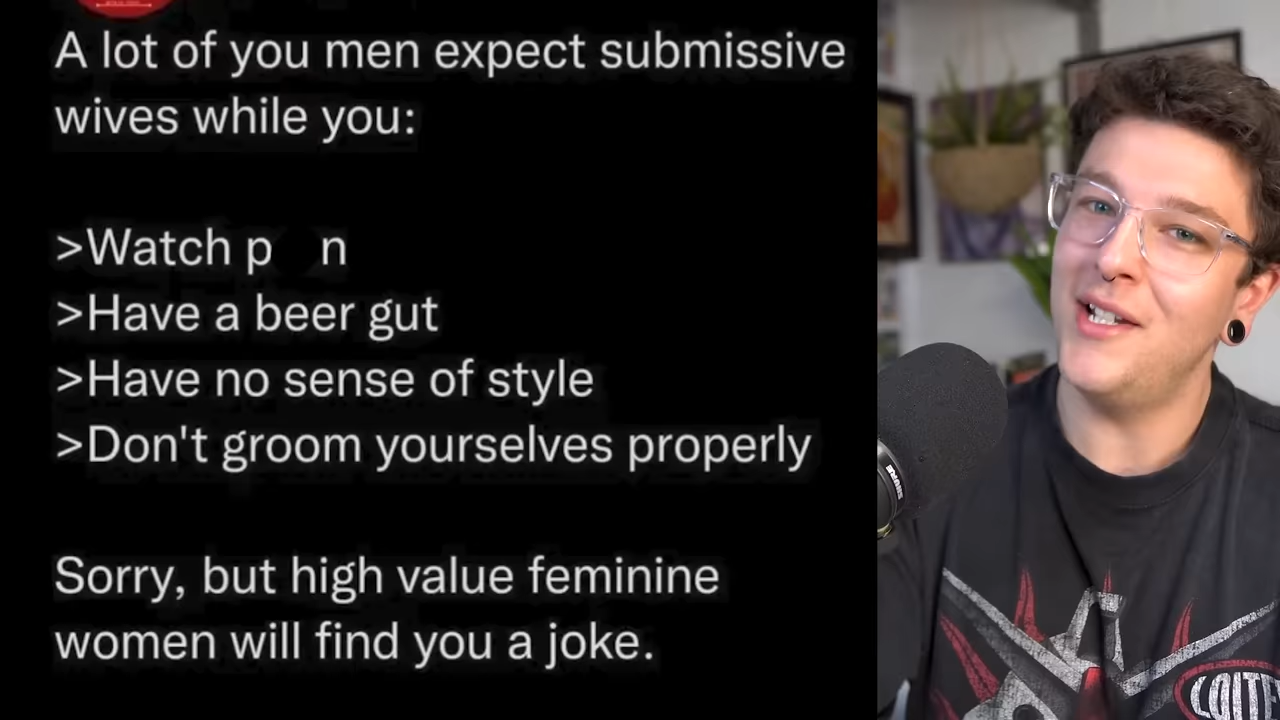 A lot of you men expect submissive
wives while you:
>Watch p n
>Have a beer gut
>Have no sense of style
>Don't groom yourselves properly
Sorry, but high value feminine
women will find you a joke.
SHURE